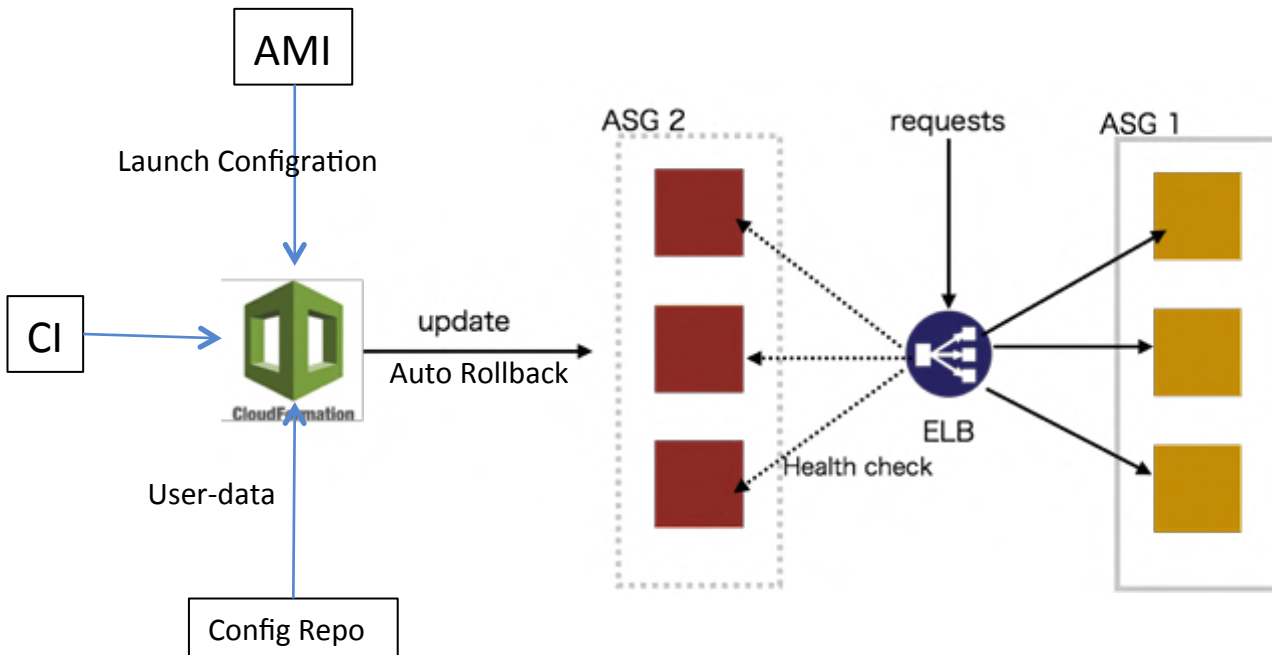 AMI
ASG 2
requests
ASG 1
Launch Configration
CI
update
Auto Rollback
CloudFormation
ELB
Health check
User-data
Config Repo